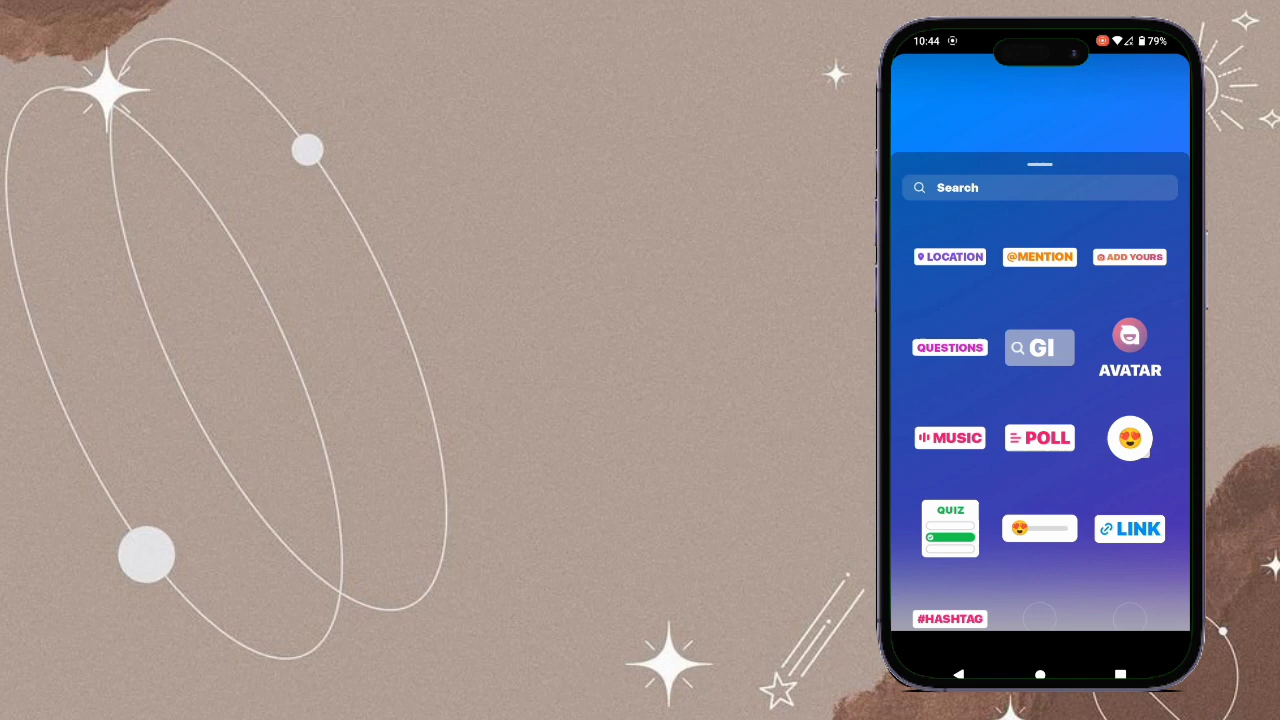 10:44 79%
Search
LOCATION @MENTION ADD YOURS
QUESTIONS GI
AVATAR
MUSIC POLL
QUIZ
LINK
#HASHTAG